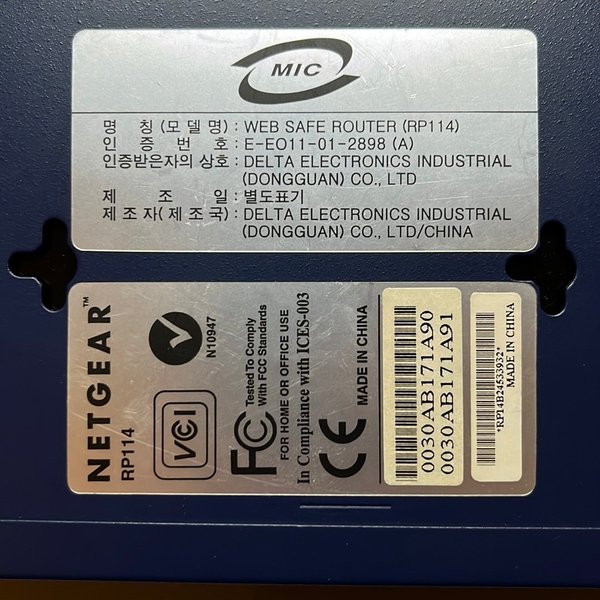 MIC
명 칭 (모 델 명) : WEB SAFE ROUTER (RP114)
인 증 번 호 : E-EO11-01-2898 (A)
인증받은자의 상호 : DELTA ELECTRONICS INDUSTRIAL
(DONGGUAN) CO., LTD
제 조 일 : 별도표기
제 조 자 (제 조 국) : DELTA ELECTRONICS INDUSTRIAL
(DONGGUAN) CO., LTD/CHINA
NETGEAR™
RP114
VCI
N10947
FC Tested To Comply
With FCC Standards
FOR HOME OR OFFICE USE
In Compliance with ICES-003
CE MADE IN CHINA
0030AB171A90
0030AB171A91
*RP14B24533932*
MADE IN CHINA